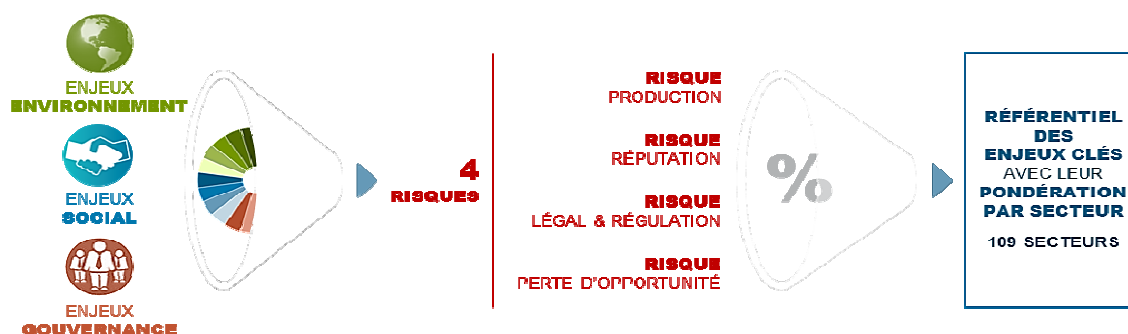 ENJEUX
ENVIRONNEMENT
ENJEUX
SOCIAL
ENJEUX
GOUVERNANCE
4
RISQUES
RISQUE
PRODUCTION
RISQUE
RÉPUTATION
RISQUE
LÉGAL & RÉGULATION
RISQUE
PERTE D'OPPORTUNITÉ
%
RÉFÉRENTIEL
DES
ENJEUX CLÉS
AVEC LEUR
PONDÉRATION
PAR SECTEUR
109 SECTEURS